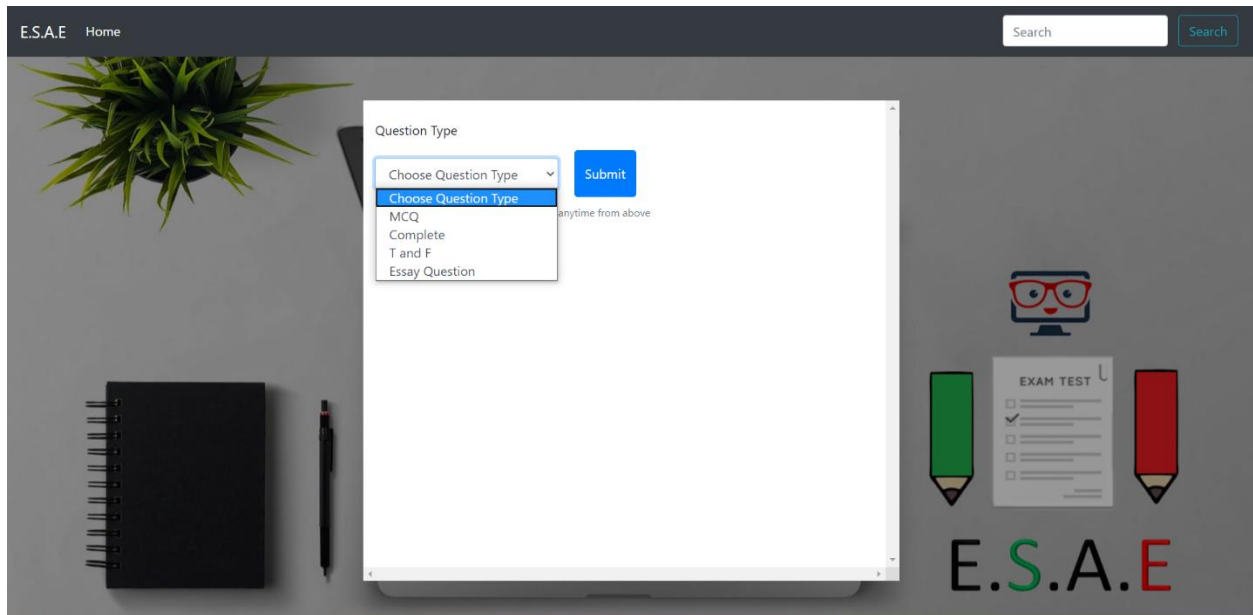 E.S.A.E Home Search Search
Question Type
Choose Question Type Submit
Choose Question Type
MCQ
anytime from above
Complete
T and F
Essay Question
EXAM TEST
E.S.A.E